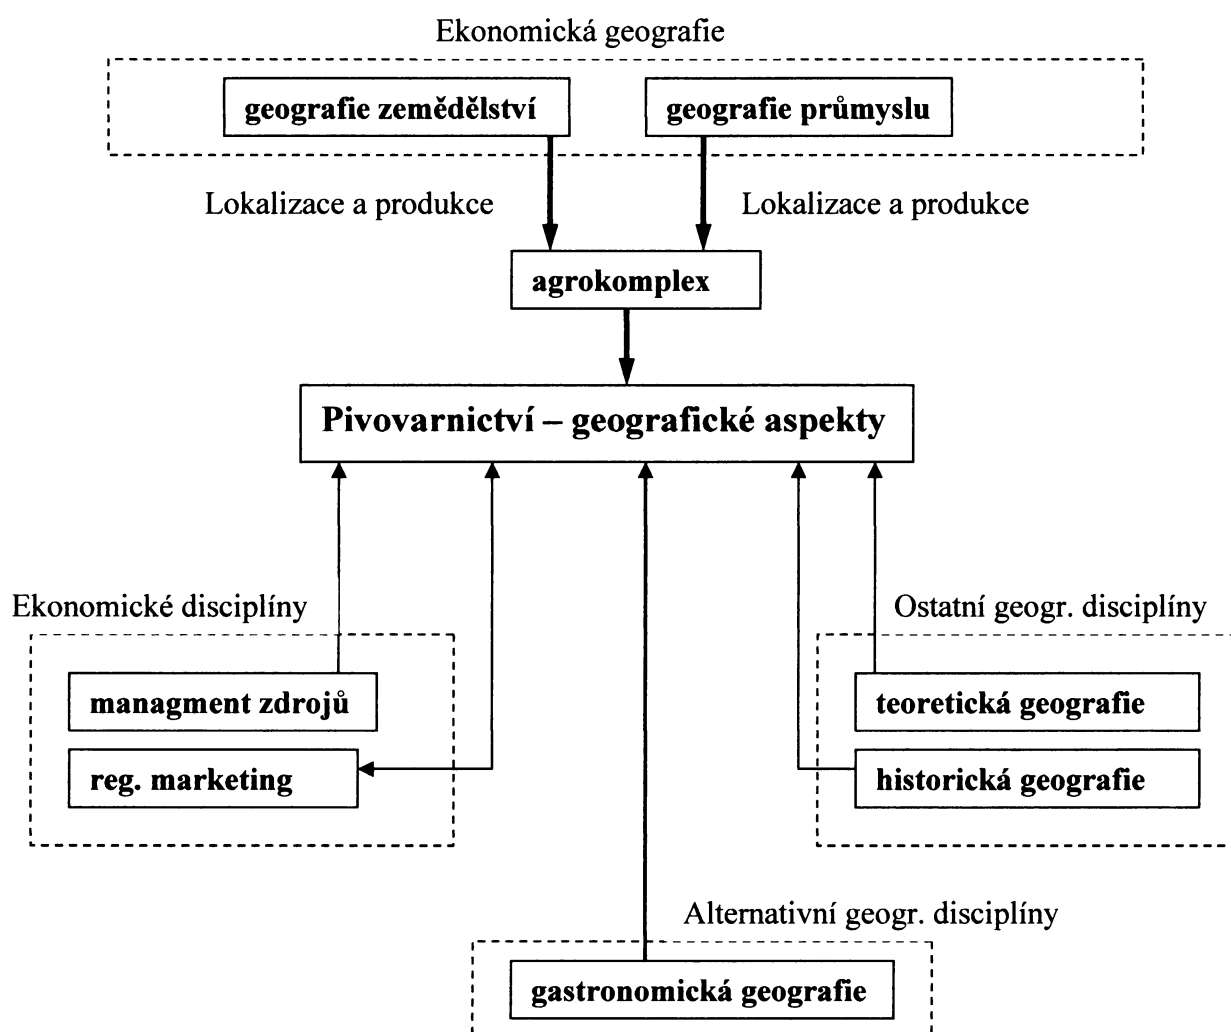 Ekonomická geografie
geografie zemědělství
geografie průmyslu
Lokalizace a produkce
Lokalizace a produkce
agrokomplex
Pivovarnictví – geografické aspekty
Ekonomické disciplíny
Ostatní geogr. disciplíny
managment zdrojů
teoretická geografie
reg. marketing
historická geografie
Alternativní geogr. disciplíny
gastronomická geografie